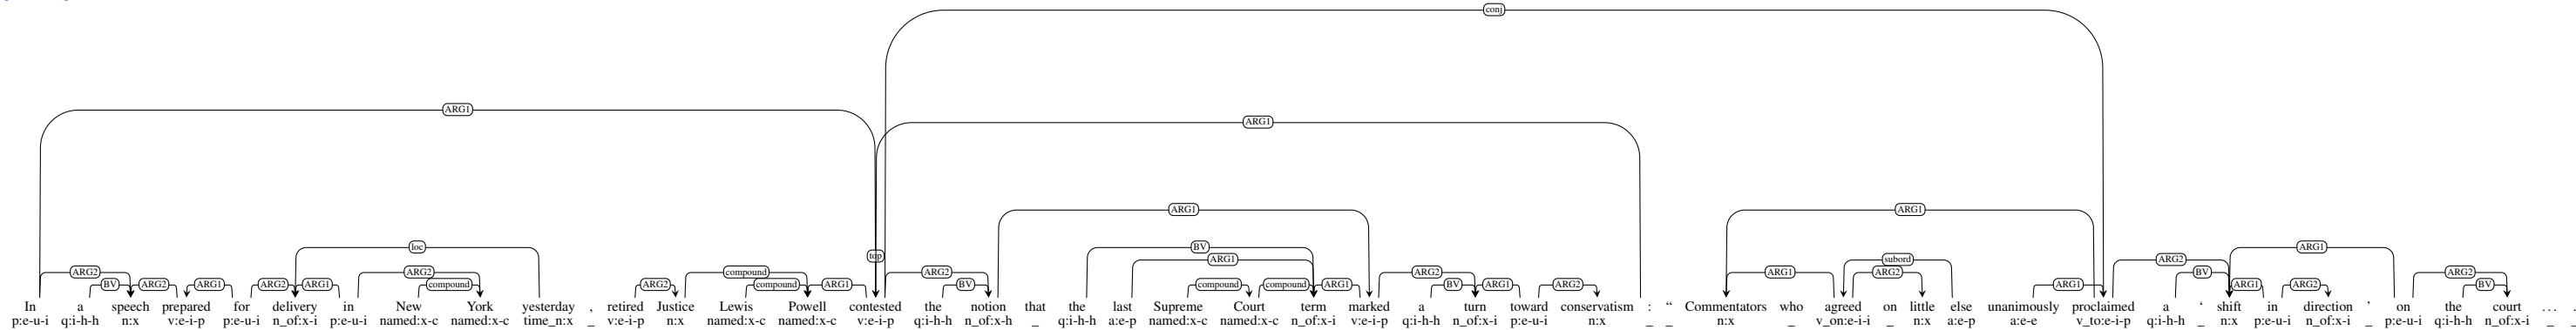 conj
ARG1
ARG1
ARG1 ARG1
loc top BV ARG1
ARG1 subord ARG2
ARG2 ARG2 compound ARG2 ARG2 ARG1 ARG2 BV ARG2
BV ARG2 ARG1 ARG2 ARG1 compound ARG2 compound ARG1 BV compound compound ARG1 BV ARG1 ARG2 ARG1 ARG1 ARG2 BV
In a speech prepared for delivery in New York yesterday , retired Justice Lewis Powell contested the notion that the last Supreme Court term marked a turn toward conservatism : “ Commentators who agreed on little else unanimously proclaimed a ‘ shift in direction ’ on the court …
p:e-u-i q:i-h-h n:x v:e-i-p p:e-u-i n_of:x-i p:e-u-i named:x-c named:x-c time_n:x _ v:e-i-p n:x named:x-c named:x-c v:e-i-p q:i-h-h n_of:x-h _ q:i-h-h a:e-p named:x-c named:x-c n_of:x-i v:e-i-p q:i-h-h n_of:x-i p:e-u-i n:x _ _ n:x _ v_on:e-i-i _ n:x a:e-p a:e-e v_to:e-i-p q:i-h-h _ n:x p:e-u-i n_of:x-i _ p:e-u-i q:i-h-h n_of:x-i _